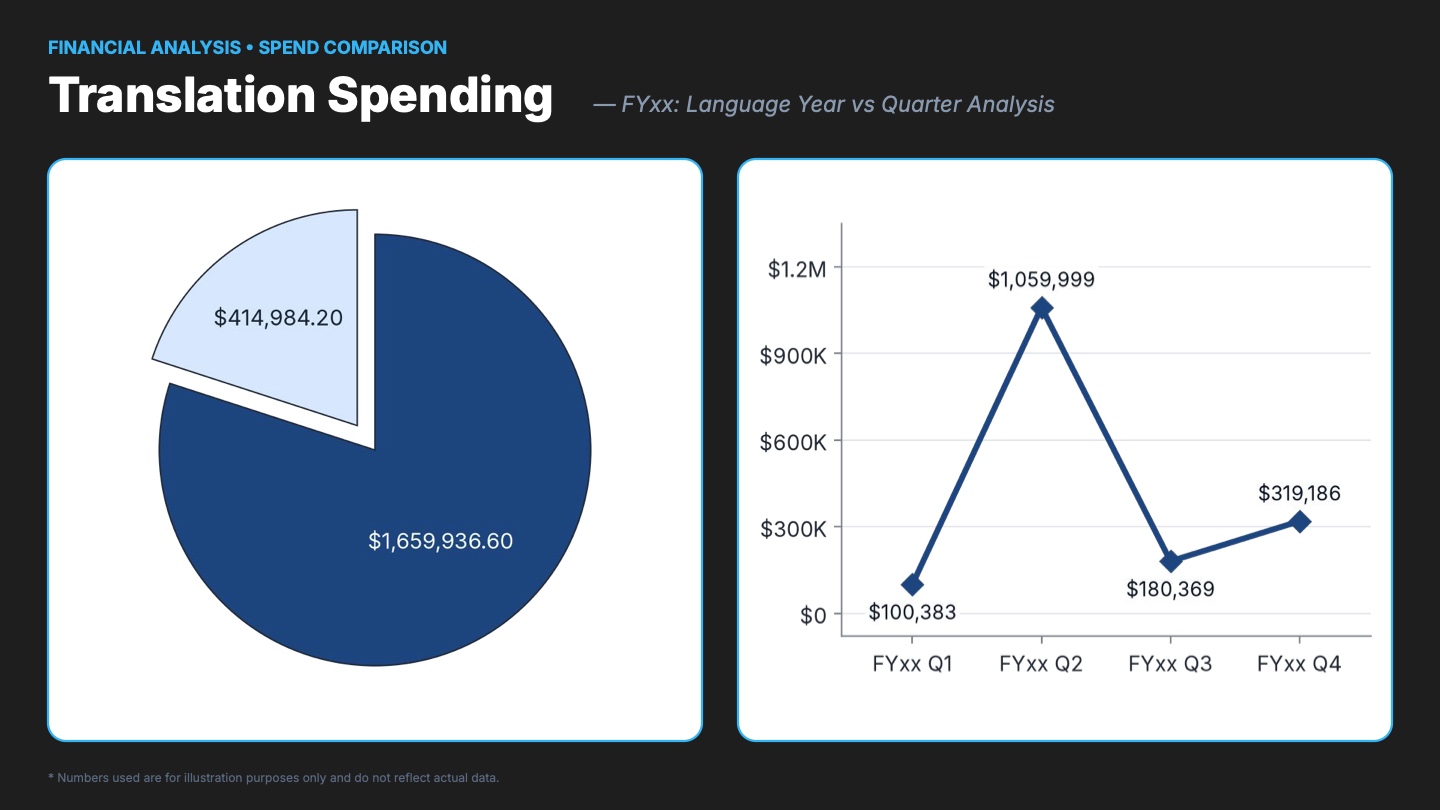 FINANCIAL ANALYSIS • SPEND COMPARISON
Translation Spending — FYxx: Language Year vs Quarter Analysis
$414,984.20
$1,659,936.60
$1.2M
$900K
$600K
$300K
$0
$1,059,999
$319,186
$180,369
$100,383
FYxx Q1 FYxx Q2 FYxx Q3 FYxx Q4
* Numbers used are for illustration purposes only and do not reflect actual data.